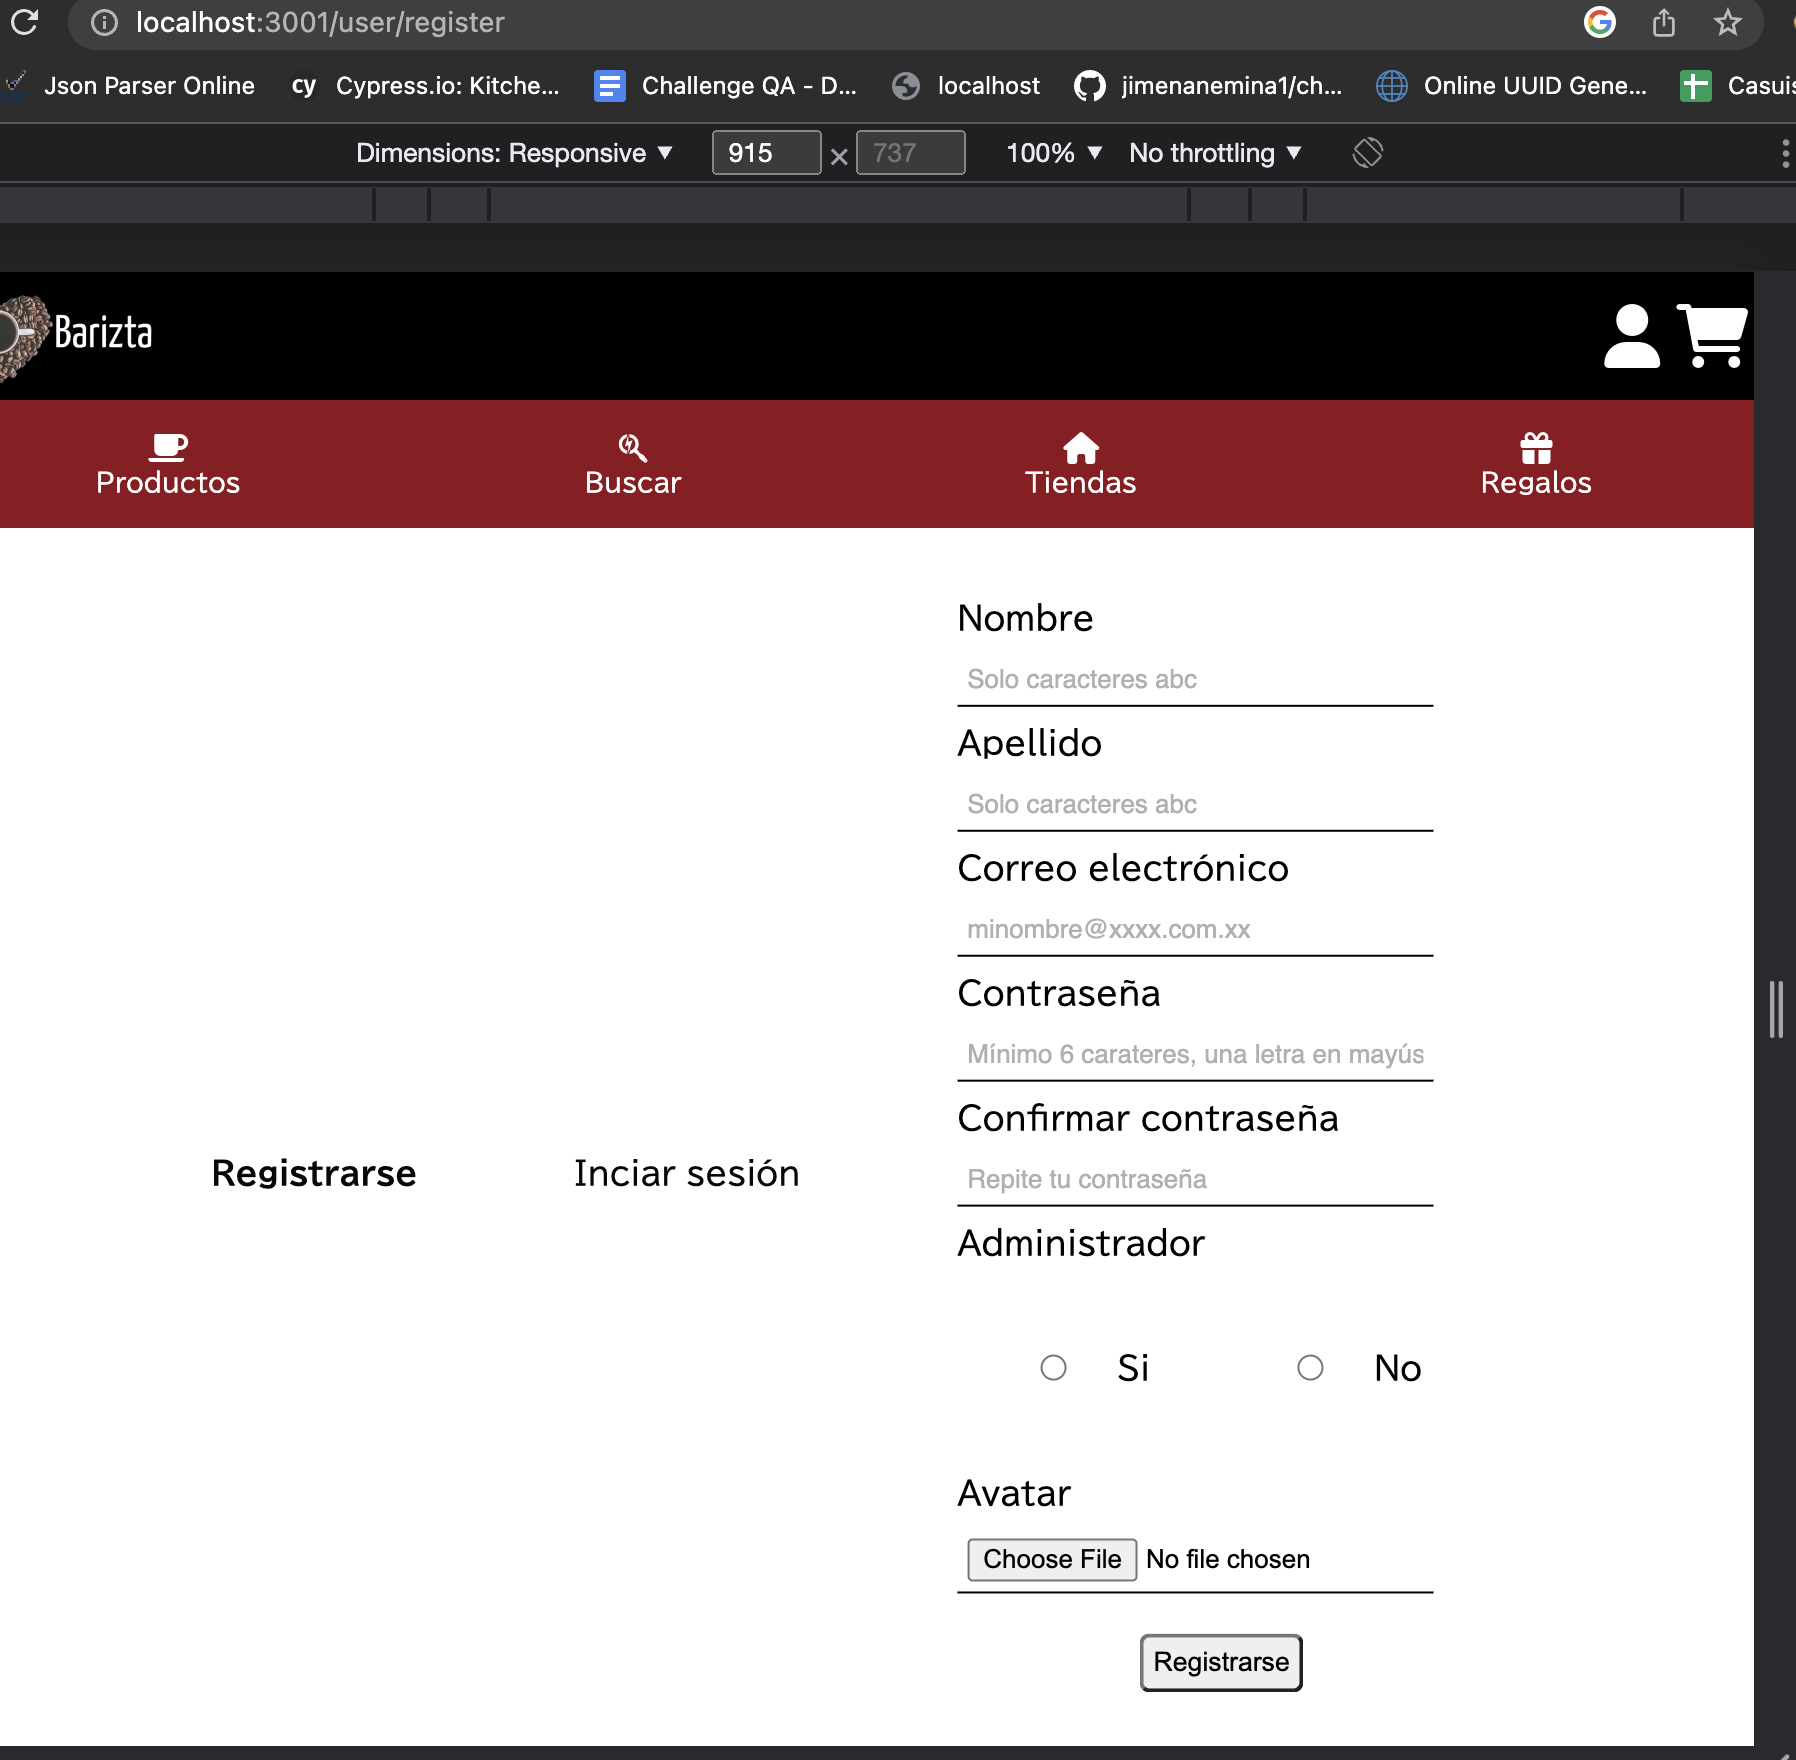 localhost:3001/user/register
Json Parser Online cy Cypress.io: Kitche... Challenge QA - D... localhost jimenanemina1/ch... Online UUID Gene... Casuis
Dimensions: Responsive 915 × 737 100% No throttling
Barizta
Productos Buscar Tiendas Regalos
Nombre
Solo caracteres abc
Apellido
Solo caracteres abc
Correo electrónico
minombre@xxxx.com.xx
Contraseña
Mínimo 6 carateres, una letra en mayús
Confirmar contraseña
Repite tu contraseña
Registrarse Inciar sesión
Administrador
Si No
Avatar
Choose File No file chosen
Registrarse